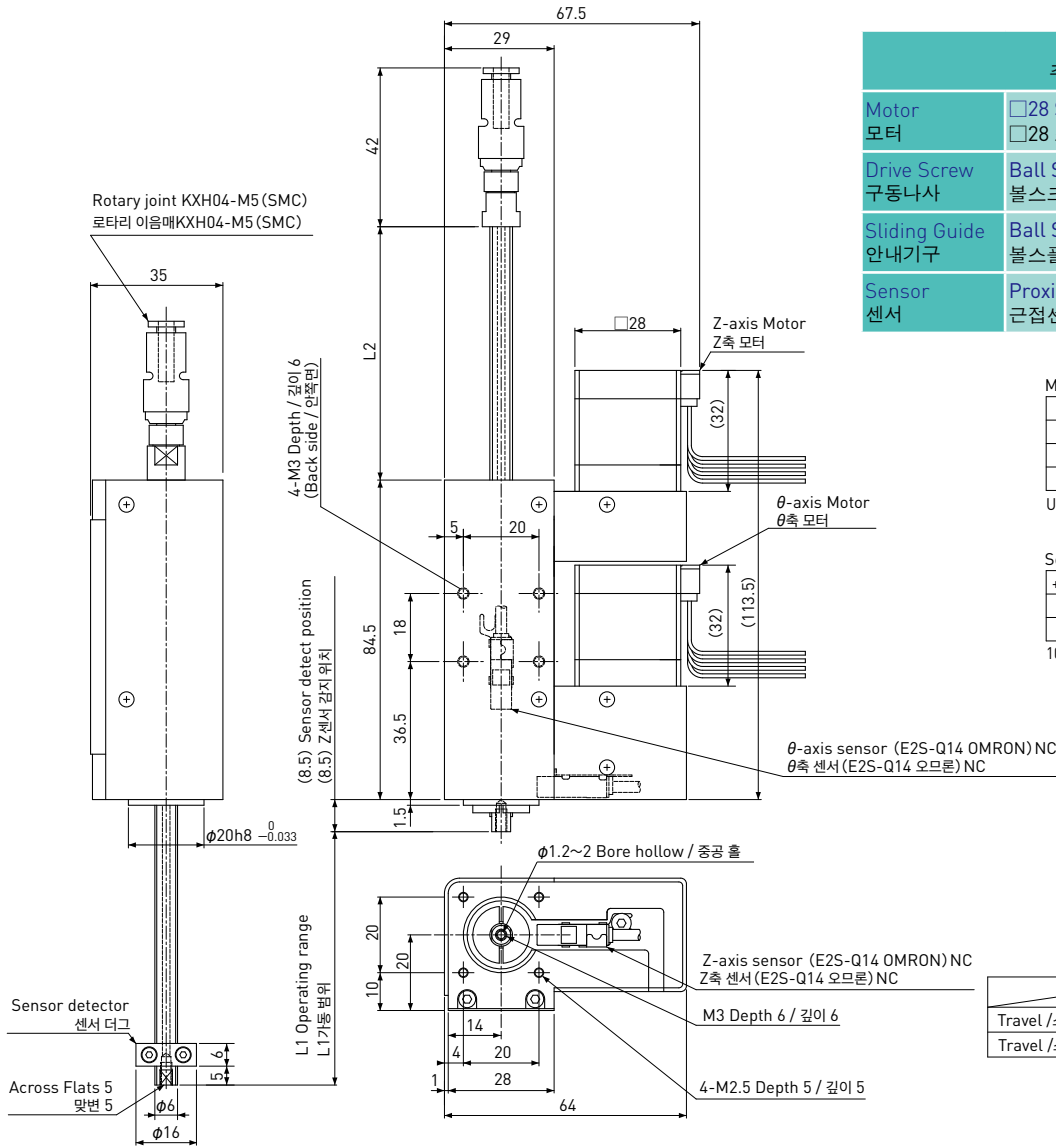 67.5
29
42
Rotary joint KXH04-M5(SMC)
로타리 이음매KXH04-M5(SMC)
35
L2
□28
Z-axis Motor
Z축 모터
(32)
4-M3 Depth / 깊이 6
(Back side / 안쪽면)
θ-axis Motor
θ축 모터
5
20
(32)
(113.5)
18
84.5
36.5
(8.5) Sensor detect position
(8.5) Z센서 감지 위치
θ-axis sensor (E2S-Q14 OMRON) NC
θ축 센서(E2S-Q14 오므론) NC
1.5
φ20h8 0 -0.033
φ1.2~2 Bore hollow / 중공 홀
L1 Operating range
L1가동 범위
20
20
10
Z-axis sensor (E2S-Q14 OMRON) NC
Z축 센서(E2S-Q14 오므론) NC
M3 Depth 6 / 깊이 6
14
4
20
1
28
4-M2.5 Depth 5 / 깊이 5
64
Sensor detector
센서 더그
6
5
Across Flats 5
맞변 5
φ6
φ16
Motor
모터
□28
□28
Drive Screw
구동나사
Ball
Sliding Guide
안내기구
Ball
Sensor
센서
Travel /
Travel /